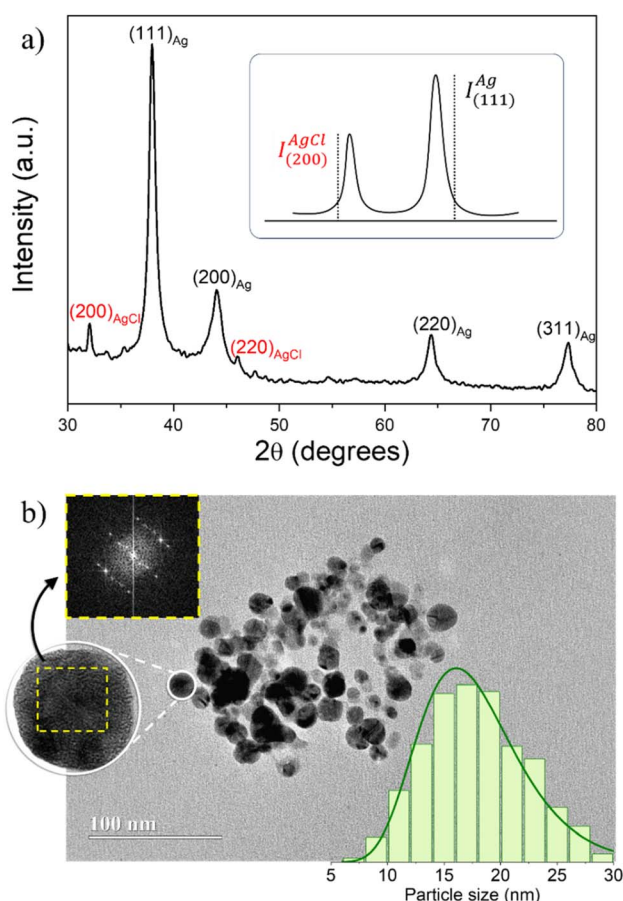 a)
(111)Ag
I(111)^Ag
I(200)^AgCl
(200)AgCl
(200)Ag
(220)AgCl
(220)Ag
(311)Ag
Intensity (a.u.)
30 40 50 60 70 80
2θ (degrees)
b)
100 nm
5 10 15 20 25 30
Particle size (nm)